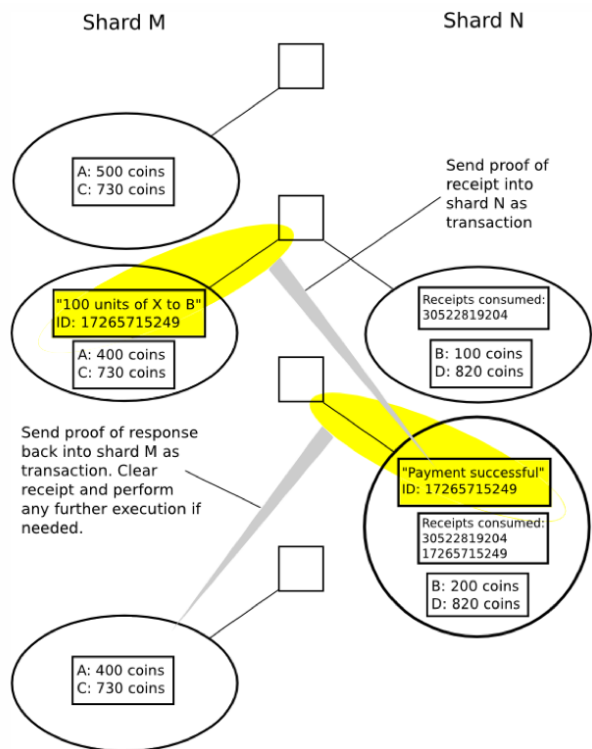 Shard M
Shard N
A: 500 coins
C: 730 coins
Send proof of
receipt into
shard N as
transaction
"100 units of X to B"
ID: 17265715249
A: 400 coins
C: 730 coins
Receipts consumed:
30522819204
B: 100 coins
D: 820 coins
Send proof of response
back into shard M as
transaction. Clear
receipt and perform
any further execution if
needed.
"Payment successful"
ID: 17265715249
Receipts consumed:
30522819204
17265715249
B: 200 coins
D: 820 coins
A: 400 coins
C: 730 coins